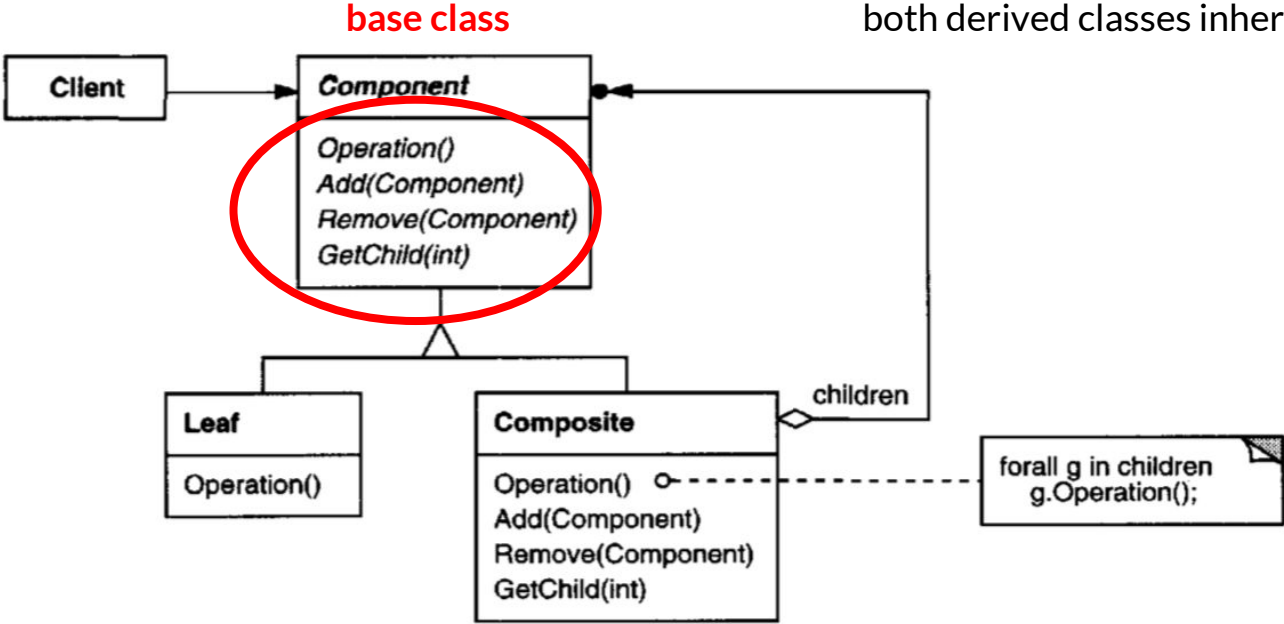 base class
both derived classes inher
Client
Component
Operation()
Add(Component)
Remove(Component)
GetChild(int)
children
Leaf
Operation()
Composite
Operation()
Add(Component)
Remove(Component)
GetChild(int)
forall g in children
g.Operation();